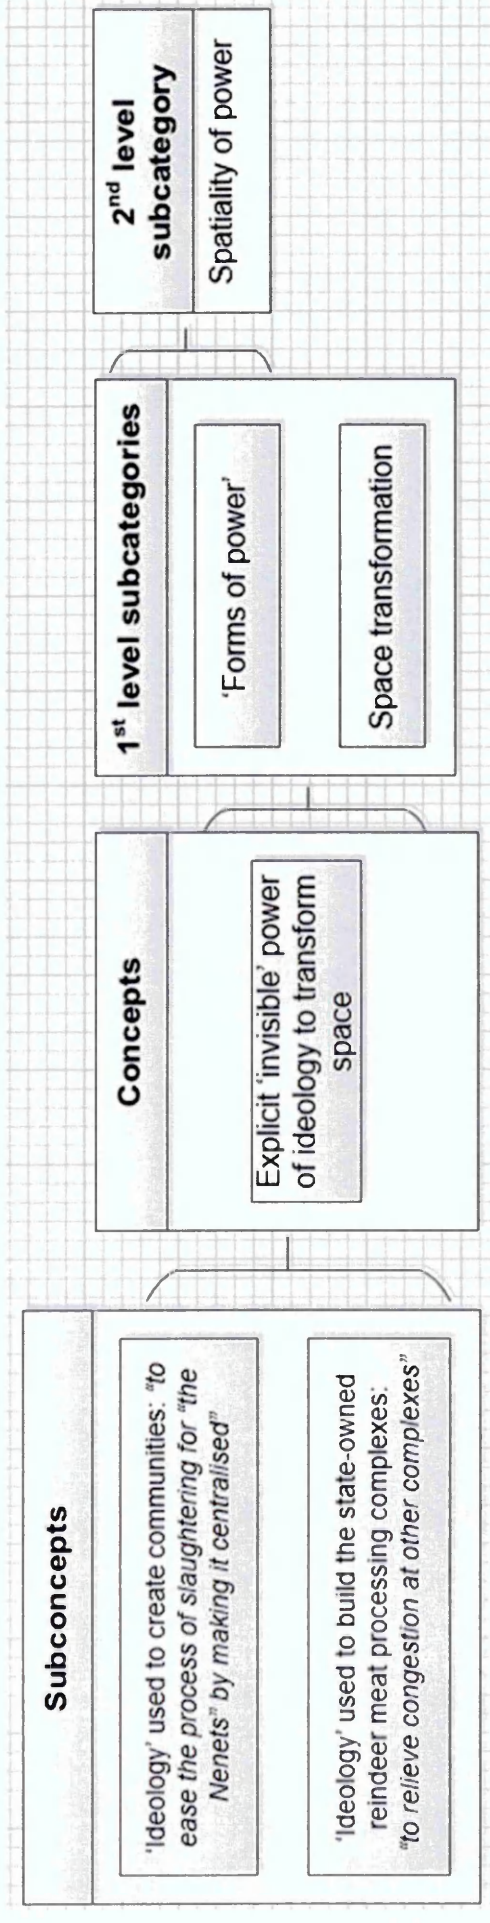 Subconcepts
'Ideology' used to create communities: "to
ease the process of slaughtering for "the
Nenets" by making it centralised"
'Ideology' used to build the state-owned
reindeer meat processing complexes:
"to relieve congestion at other complexes"
Concepts
Explicit 'invisible' power
of ideology to transform
space
1st level subcategories
'Forms of power'
Space transformation
2nd level
subcategory
Spatiality of power